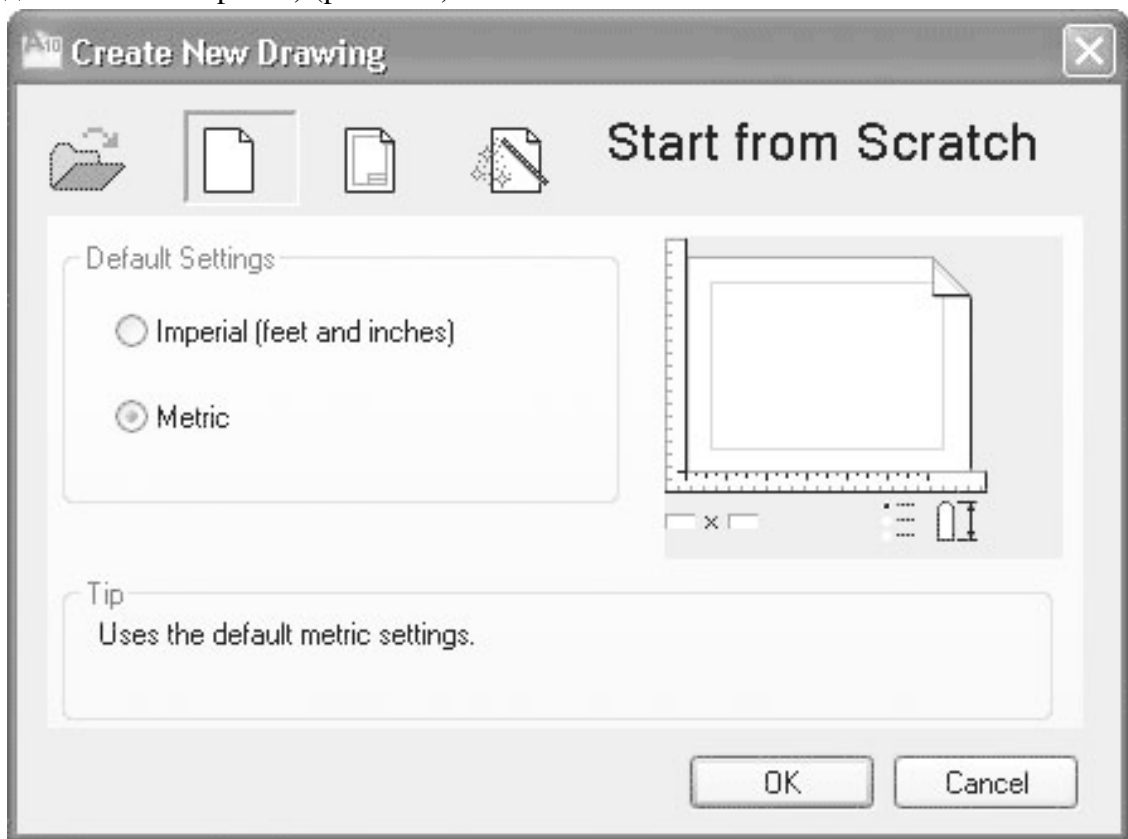 Create New Drawing
Start from Scratch
Default Settings
Imperial (feet and inches)
Metric
×
Tip
Uses the default metric settings.
OK
Cancel